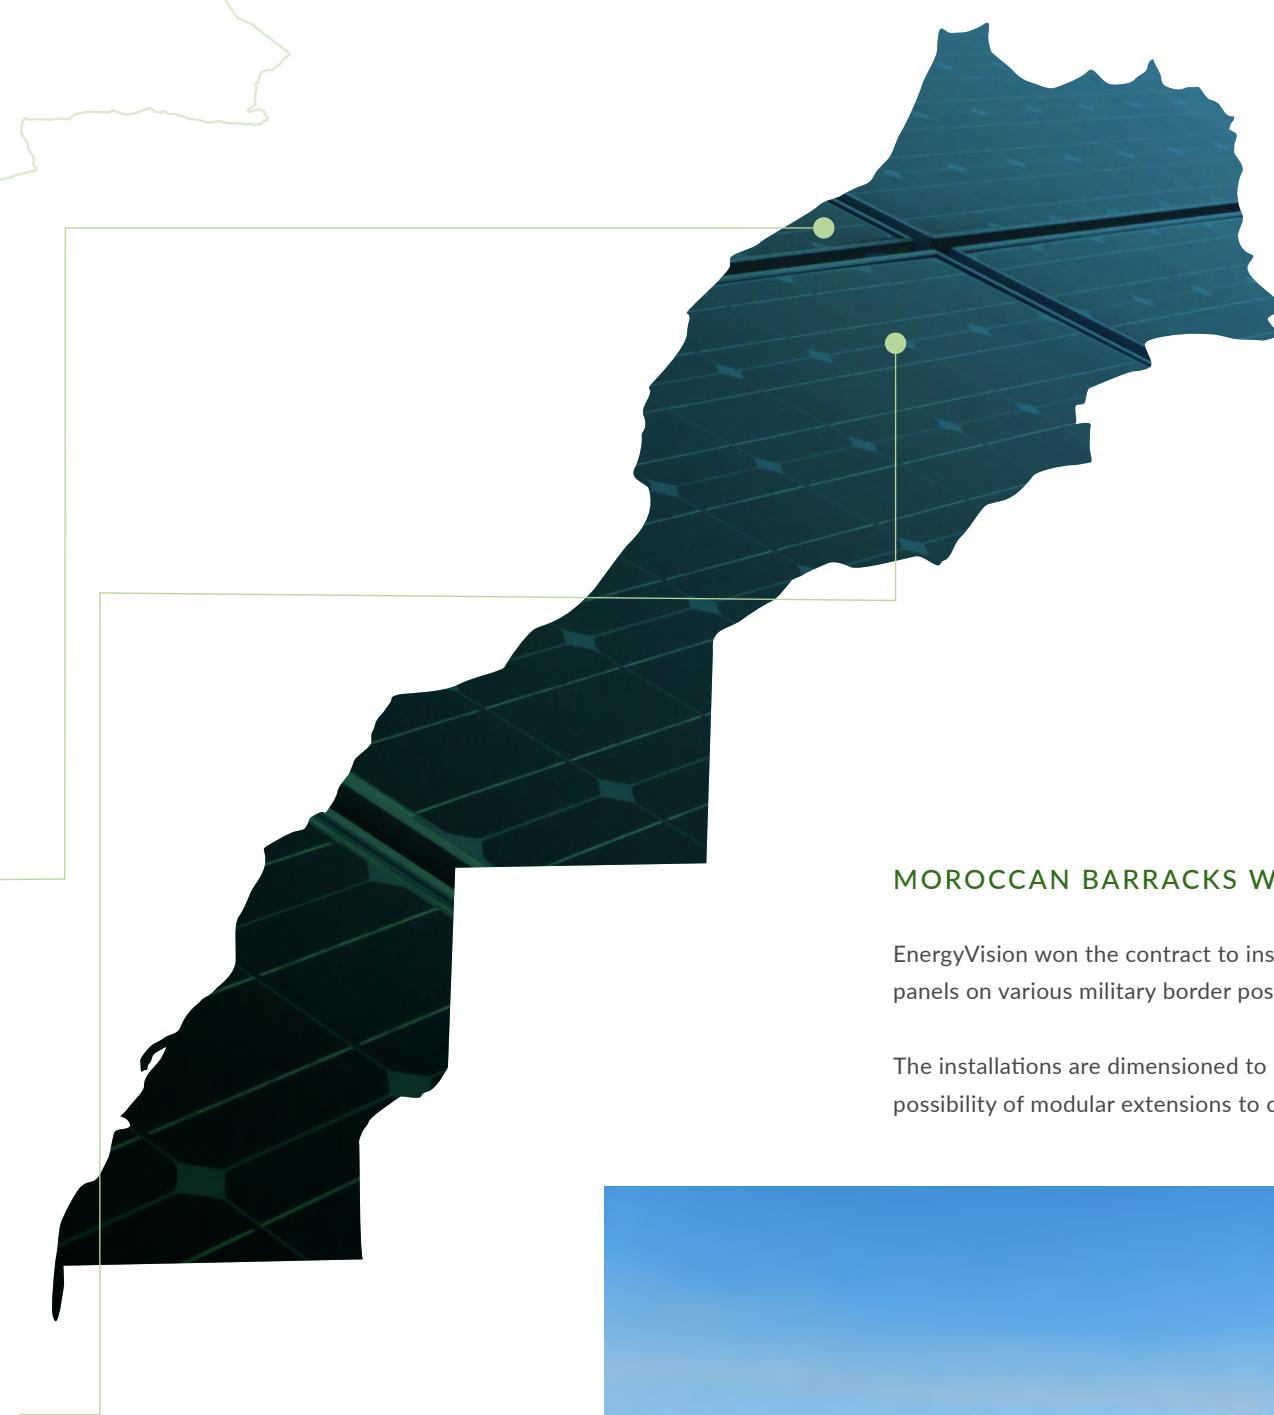 MOROCCAN BARRACKS W
EnergyVision won the contract to ins
panels on various military border pos
The installations are dimensioned to
possibility of modular extensions to c